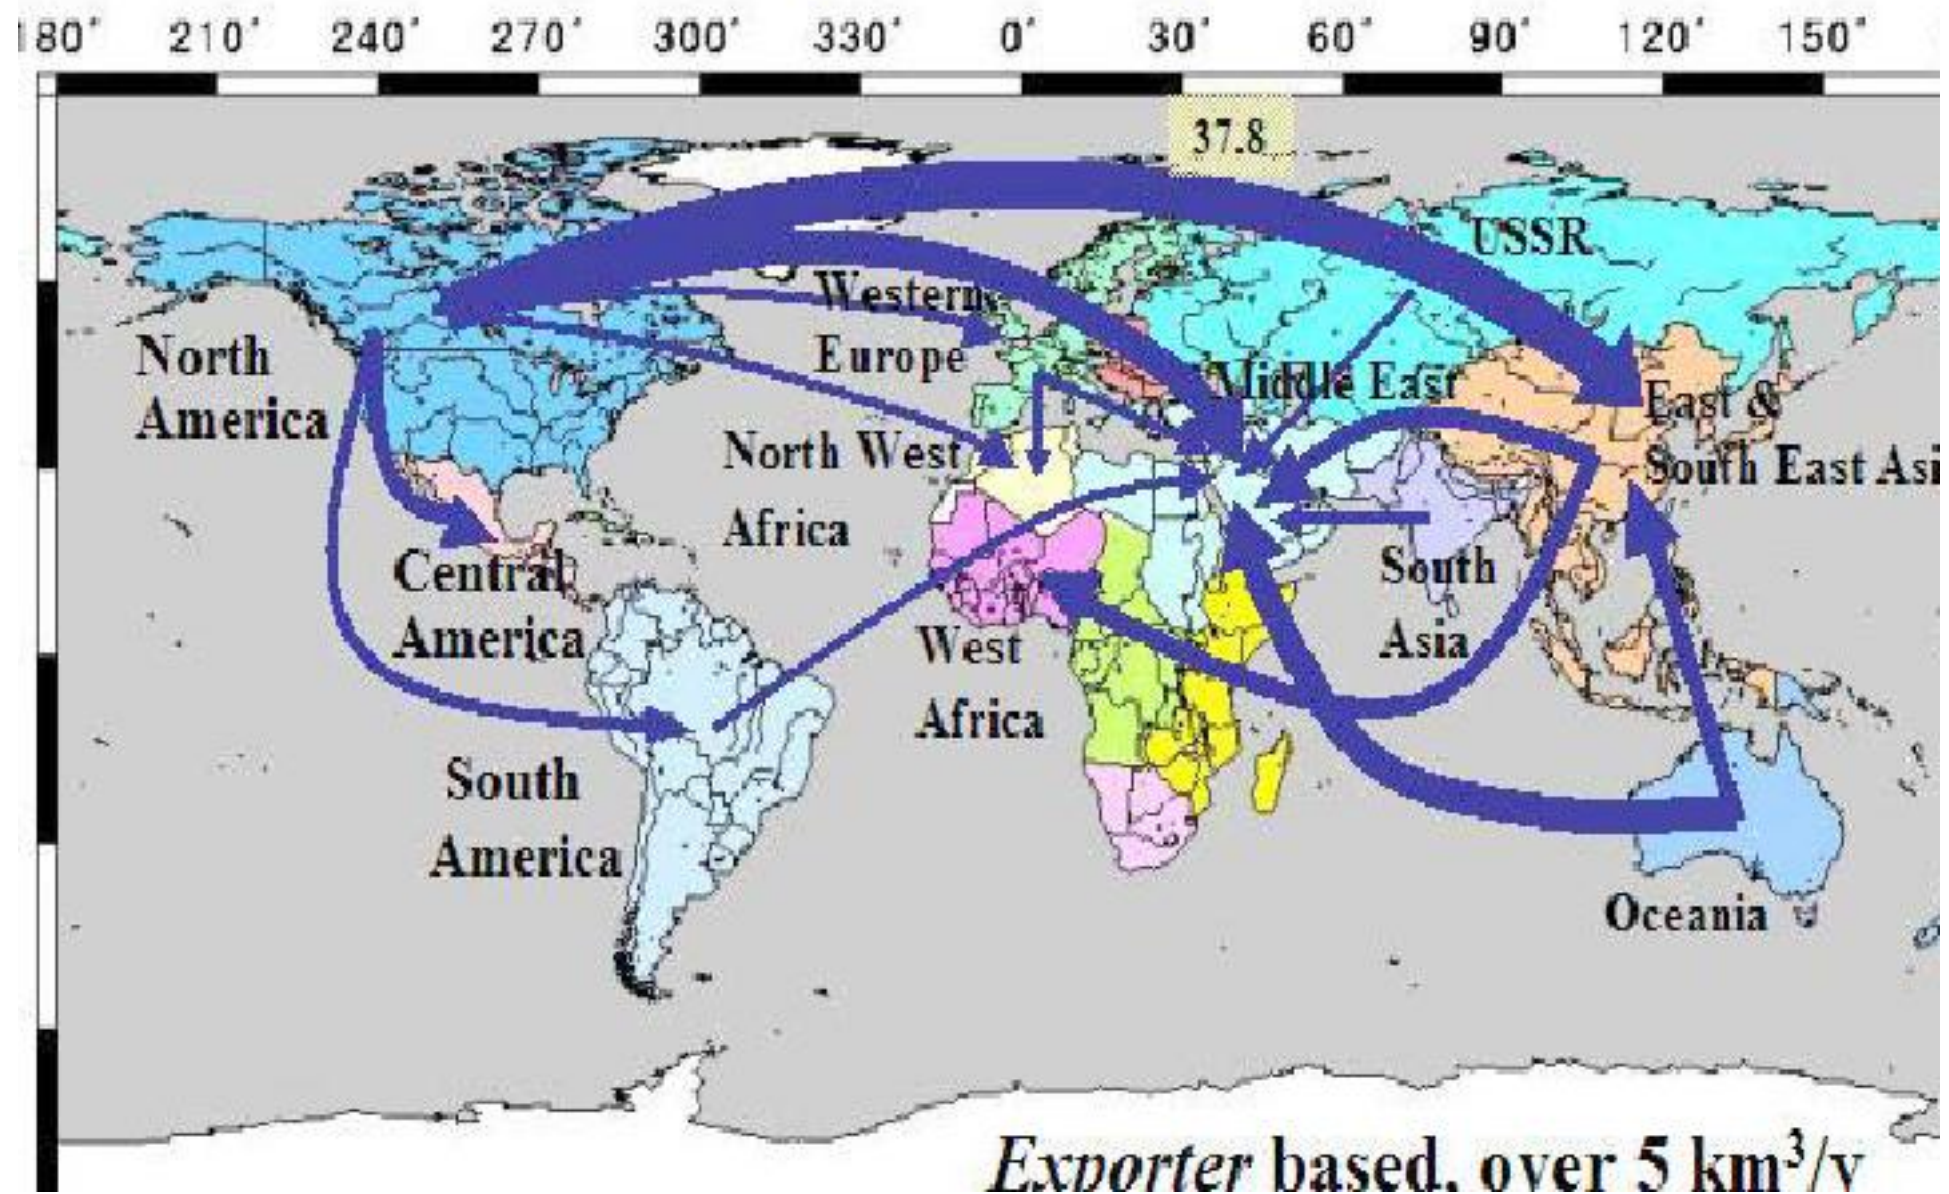 180° 210° 240° 270° 300° 330° 0° 30° 60° 90° 120° 150°
37.8
USSR
Western
Europe
North
America
Middle East
East &
South East Asi
North West
Africa
Central
America
South
Asia
West
Africa
South
America
Oceania
Exporter based, over 5 km³/y